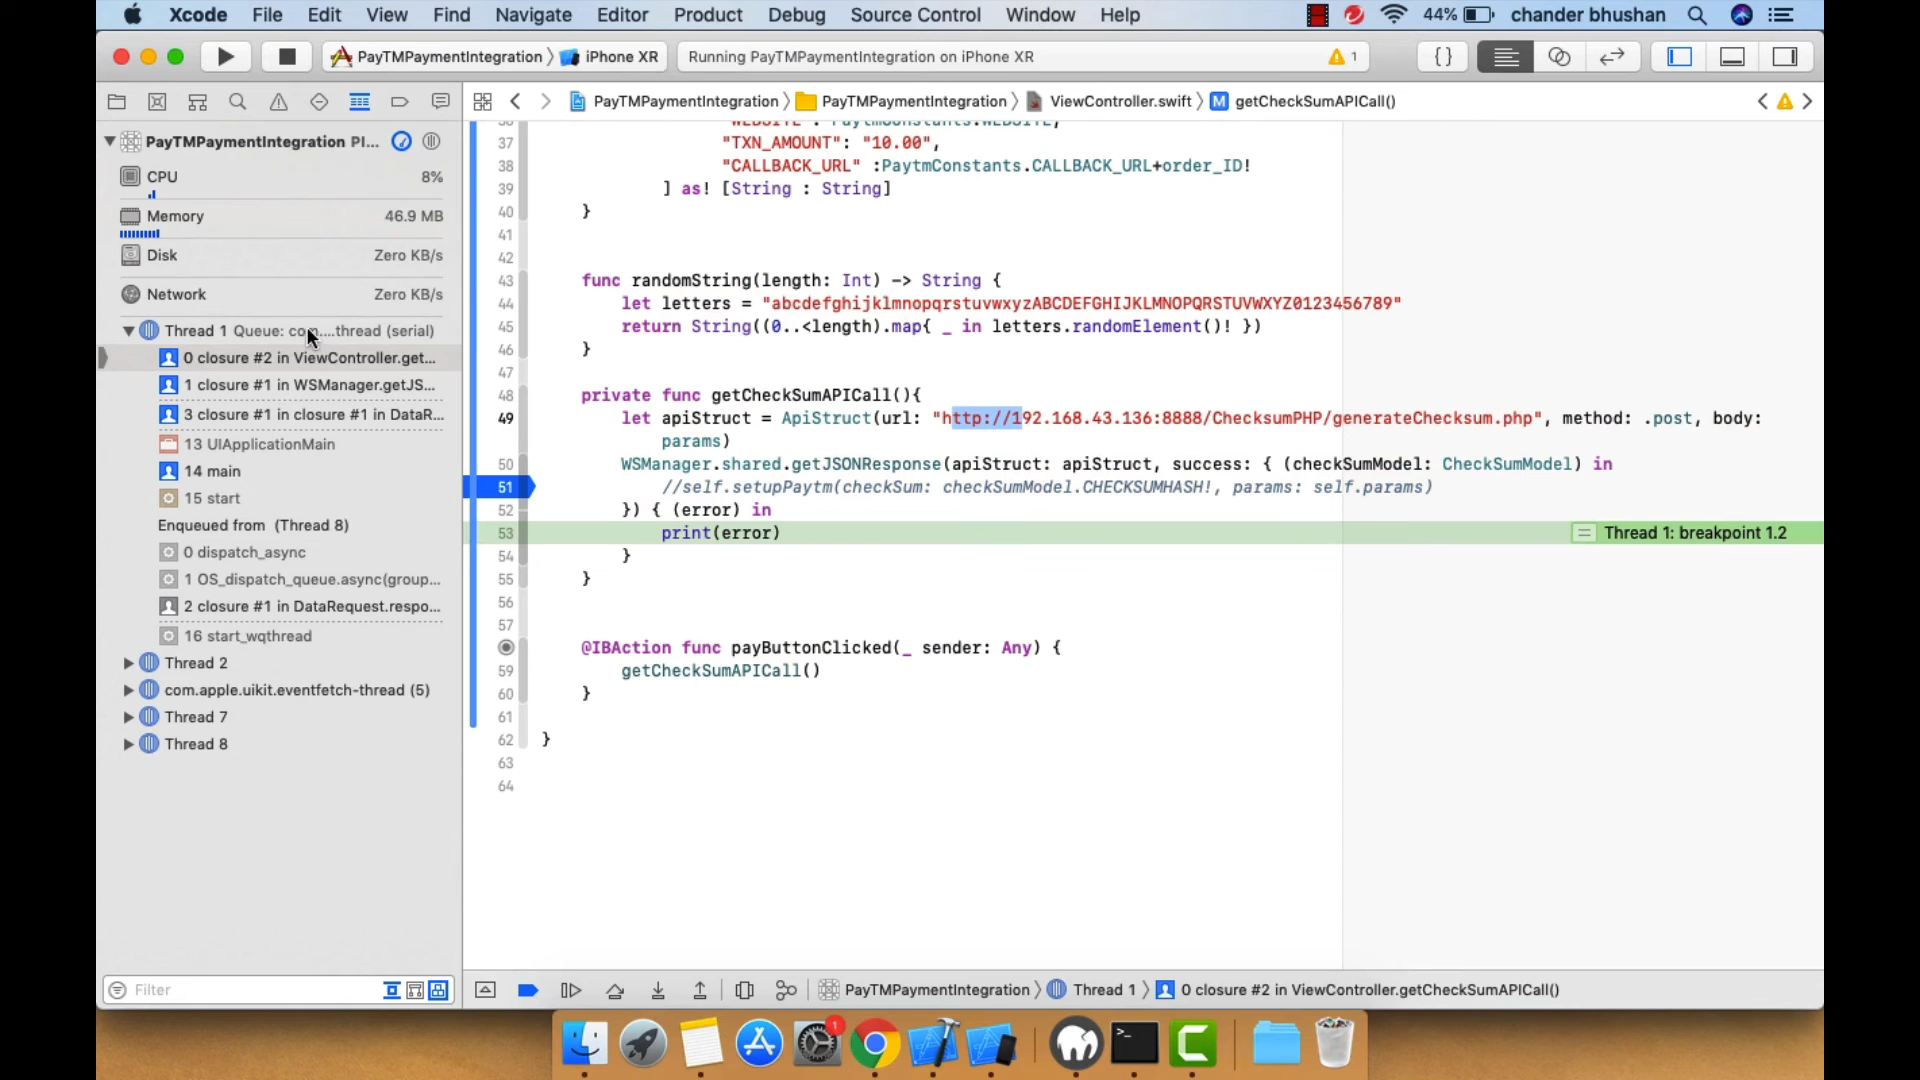 Xcode File Edit View Find Navigate Editor Product Debug Source Control Window Help 44% chander bhushan
PayTMPaymentIntegration iPhone XR Running PayTMPaymentIntegration on iPhone XR 1 {}
PayTMPaymentIntegration PayTMPaymentIntegration ViewController.swift M getCheckSumAPICall()
PayTMPaymentIntegration PI...
CPU 8%
Memory 46.9 MB
Disk Zero KB/s
Network Zero KB/s
Thread 1 Queue: com....thread (serial)
0 closure #2 in ViewController.get...
1 closure #1 in WSManager.getJS...
3 closure #1 in closure #1 in DataR...
13 UIApplicationMain
14 main
15 start
Enqueued from (Thread 8)
0 dispatch_async
1 OS_dispatch_queue.async(group...
2 closure #1 in DataRequest.respo...
16 start_wqthread
Thread 2
com.apple.uikit.eventfetch-thread (5)
Thread 7
Thread 8
Filter
36 "WEBSITE": PaytmConstants.WEBSITE,
37 "TXN_AMOUNT": "10.00",
38 "CALLBACK_URL" :PaytmConstants.CALLBACK_URL+order_ID!
39 ] as! [String : String]
40 }
41
42
43 func randomString(length: Int) -> String {
44 let letters = "abcdefghijklmnopqrstuvwxyzABCDEFGHIJKLMNOPQRSTUVWXYZ0123456789"
45 return String((0..<length).map{ _ in letters.randomElement()! })
46 }
47
48 private func getCheckSumAPICall(){
49 let apiStruct = ApiStruct(url: "http://192.168.43.136:8888/ChecksumPHP/generateChecksum.php", method: .post, body:
params)
50 WSManager.shared.getJSONResponse(apiStruct: apiStruct, success: { (checkSumModel: CheckSumModel) in
51 //self.setupPaytm(checkSum: checkSumModel.CHECKSUMHASH!, params: self.params)
52 }) { (error) in
53 print(error) Thread 1: breakpoint 1.2
54 }
55 }
56
57
@IBAction func payButtonClicked(_ sender: Any) {
59 getCheckSumAPICall()
60 }
61
62 }
63
64
PayTMPaymentIntegration Thread 1 0 closure #2 in ViewController.getCheckSumAPICall()
1